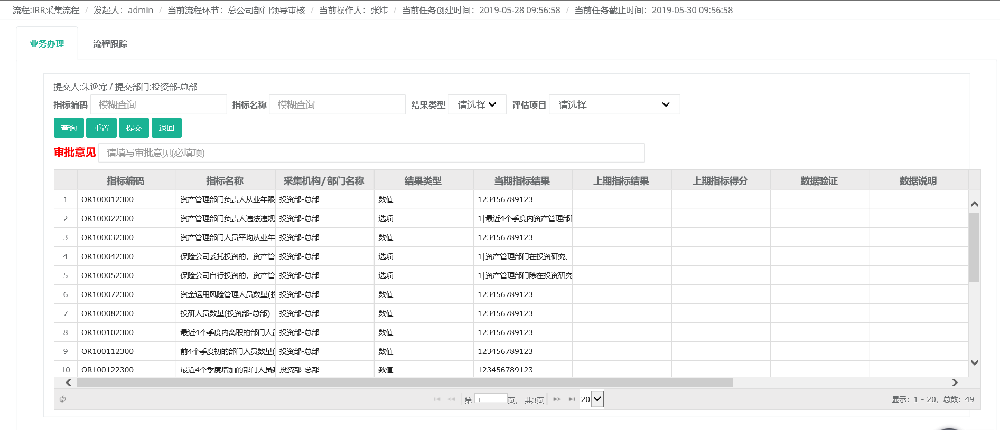 流程:IRR采集流程 / 发起人：admin / 当前流程环节：总公司部门领导审核 / 当前操作人：张炜 / 当前任务创建时间：2019-05-28 09:56:58 / 当前任务截止时间：2019-05-30 09:56:58
业务办理 流程跟踪
提交人:朱逸骞 / 提交部门:投资部-总部
指标编码 模糊查询 指标名称 模糊查询 结果类型 请选择 评估项目 请选择
查询 重置 提交 退回
审批意见 请填写审批意见(必填项)
指标编码 指标名称 采集机构/部门名称 结果类型 当期指标结果 上期指标结果 上期指标得分 数据验证 数据说明
1 OR100012300 资产管理部门负责人从业年限 投资部-总部 数值 123456789123
2 OR100022300 资产管理部门负责人违法违规 投资部-总部 选项 1|最近4个季度内资产管理部门
3 OR100032300 资产管理部门人员平均从业年 投资部-总部 数值 123456789123
4 OR100042300 保险公司委托投资的，资产管 投资部-总部 选项 1|资产管理部门在投资研究、
5 OR100052300 保险公司自行投资的，资产管 投资部-总部 选项 1|资产管理部门除在投资研究
6 OR100072300 资金运用风险管理人员数量(投 投资部-总部 数值 123456789123
7 OR100082300 投研人员数量(投资部-总部) 投资部-总部 数值 123456789123
8 OR100102300 最近4个季度内离职的部门人员 投资部-总部 数值 123456789123
9 OR100112300 前4个季度初的部门人员数量( 投资部-总部 数值 123456789123
10 OR100122300 最近4个季度增加的部门人员数 投资部-总部 数值 123456789123
第 1 页， 共3页 20 显示：1 - 20，总数：49